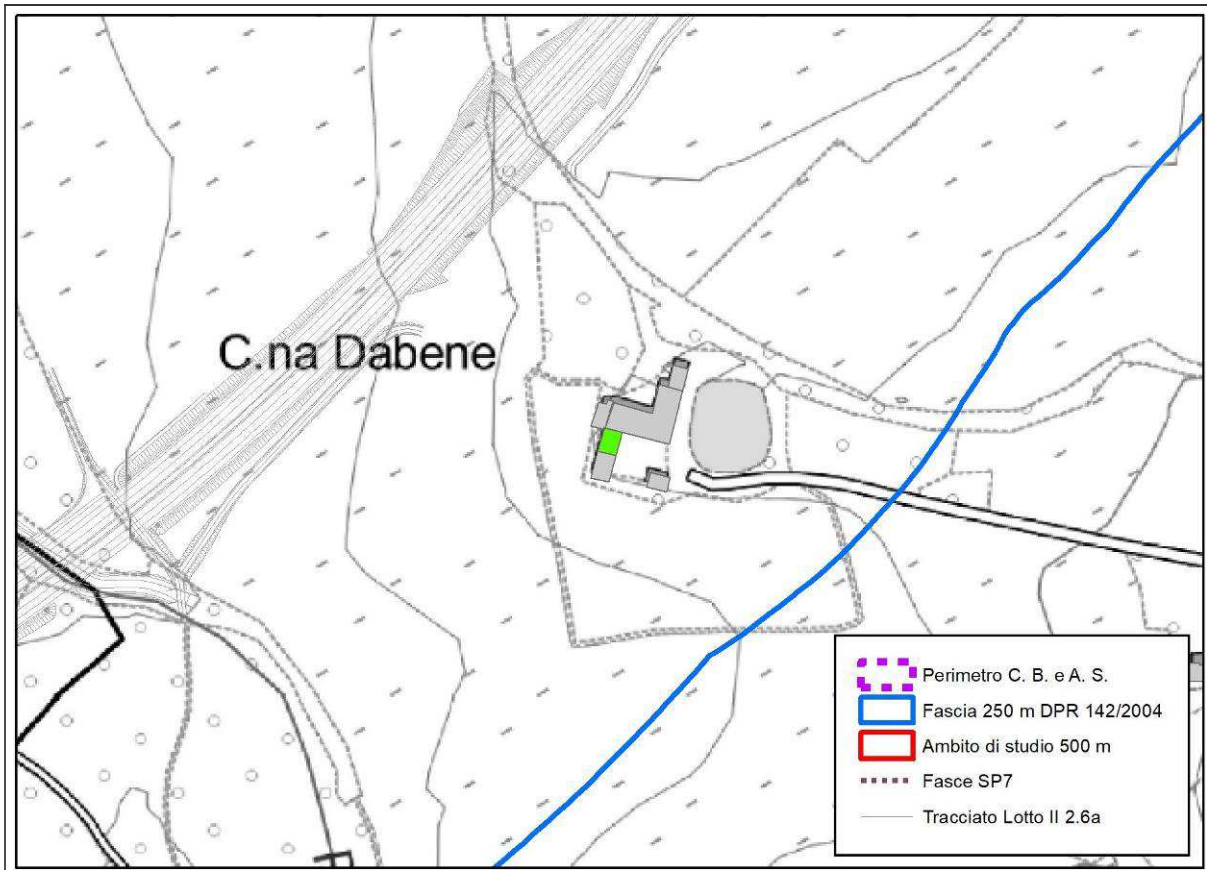 C.na Dabene
Perimetro C. B. e A. S.
Fascia 250 m DPR 142/2004
Ambito di studio 500 m
Fasce SP7
Tracciato Lotto II 2.6a